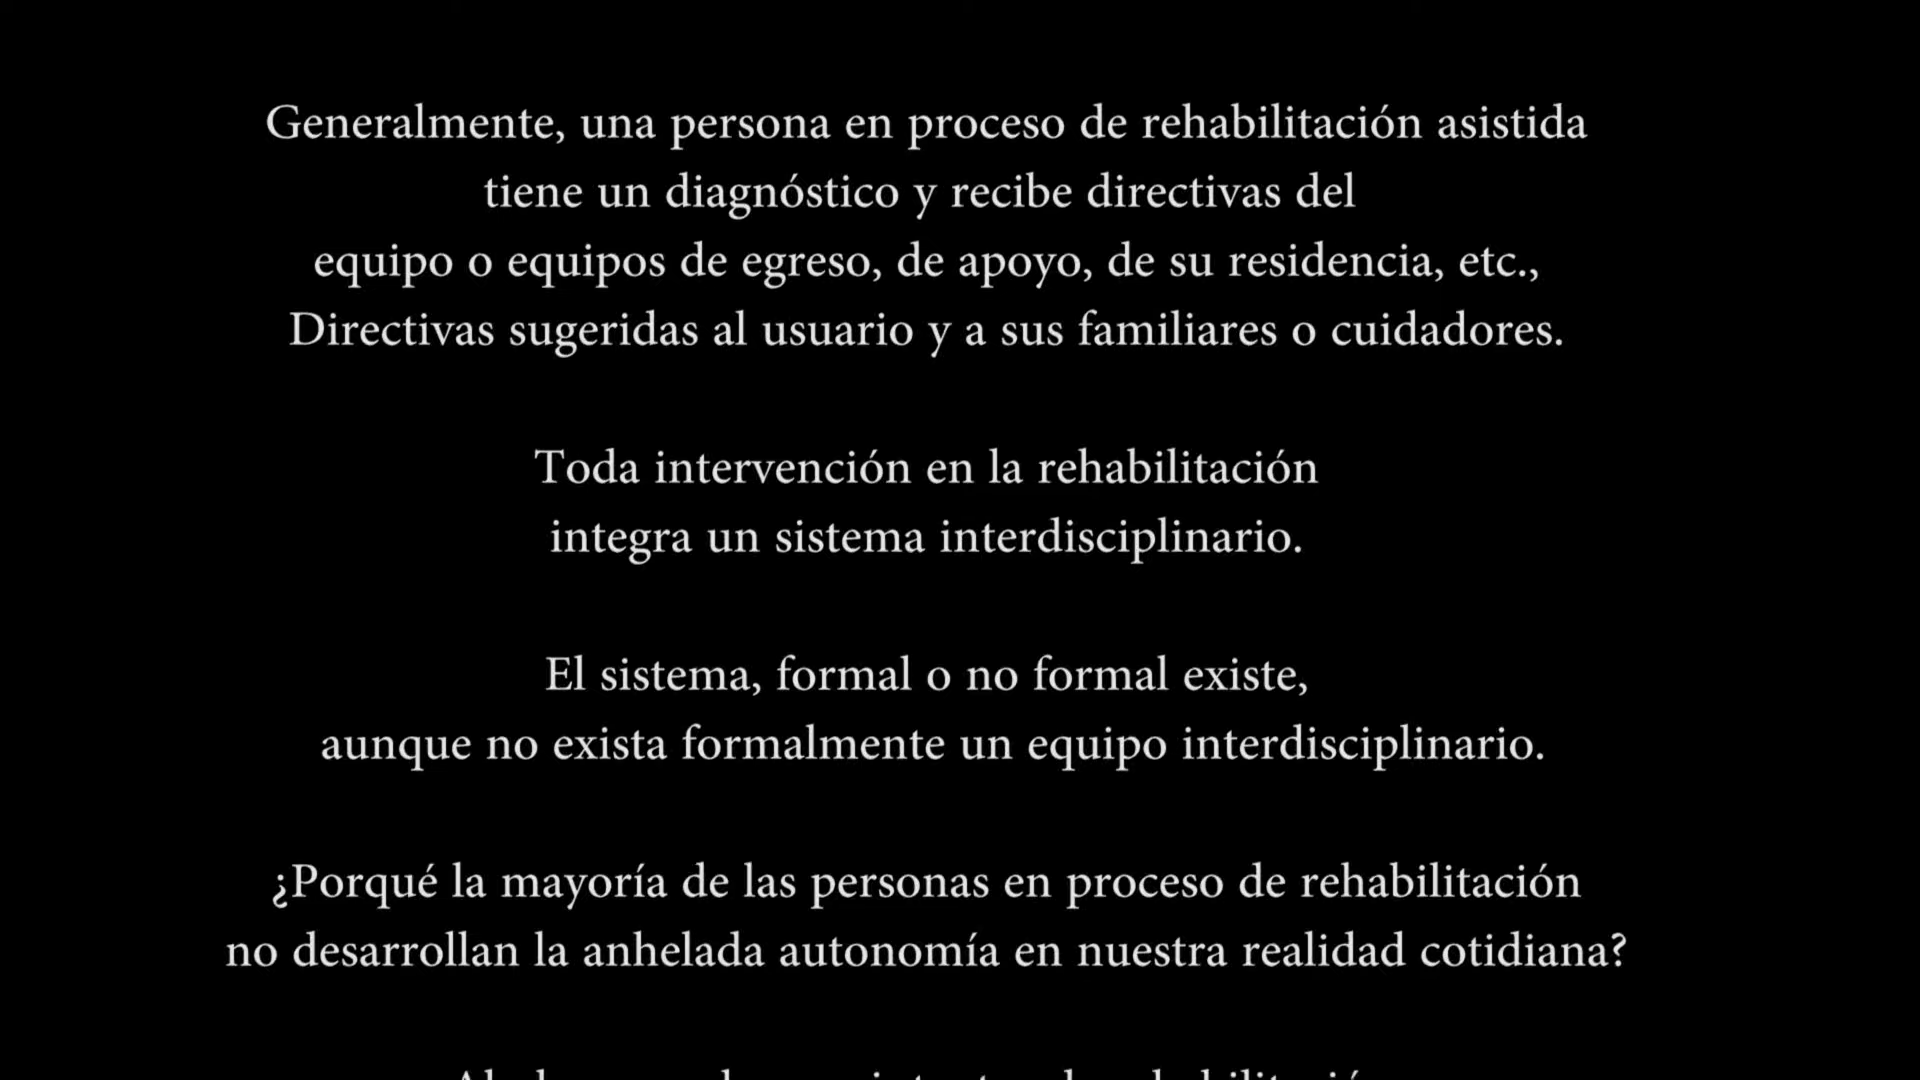 Generalmente, una persona en proceso de rehabilitación asistida
tiene un diagnóstico y recibe directivas del
equipo o equipos de egreso, de apoyo, de su residencia, etc.,
Directivas sugeridas al usuario y a sus familiares o cuidadores.
Toda intervención en la rehabilitación
integra un sistema interdisciplinario.
El sistema, formal o no formal existe,
aunque no exista formalmente un equipo interdisciplinario.
¿Porqué la mayoría de las personas en proceso de rehabilitación
no desarrollan la anhelada autonomía en nuestra realidad cotidiana?